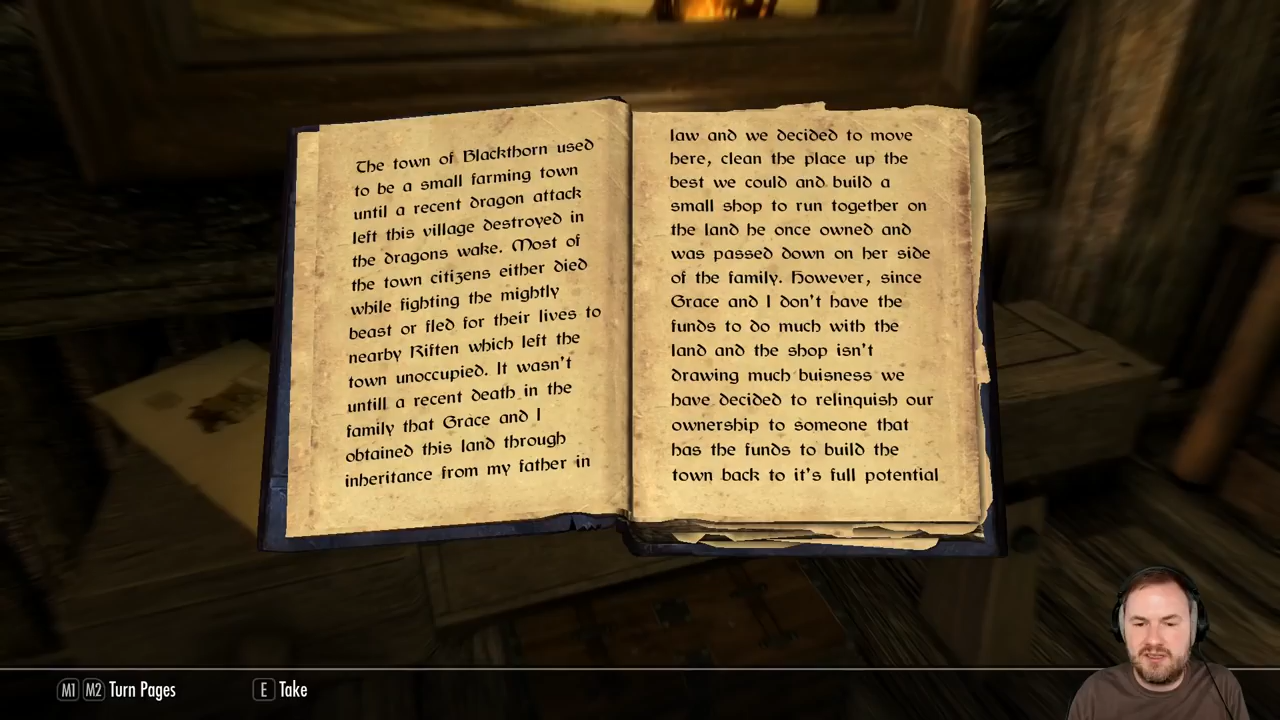 The town of Blackthorn used
to be a small farming town
until a recent dragon attack
left this village destroyed in
the dragons wake. Most of
the town citizens either died
while fighting the mightly
beast or fled for their lives to
nearby Riften which left the
town unoccupied. It wasn't
untill a recent death in the
family that Grace and I
obtained this land through
inheritance from my father in
law and we decided to move
here, clean the place up the
best we could and build a
small shop to run together on
the land he once owned and
was passed down on her side
of the family. However, since
Grace and I don't have the
funds to do much with the
land and the shop isn't
drawing much buisness we
have decided to relinquish our
ownership to someone that
has the funds to build the
town back to it's full potential
M1 M2 Turn Pages
E Take